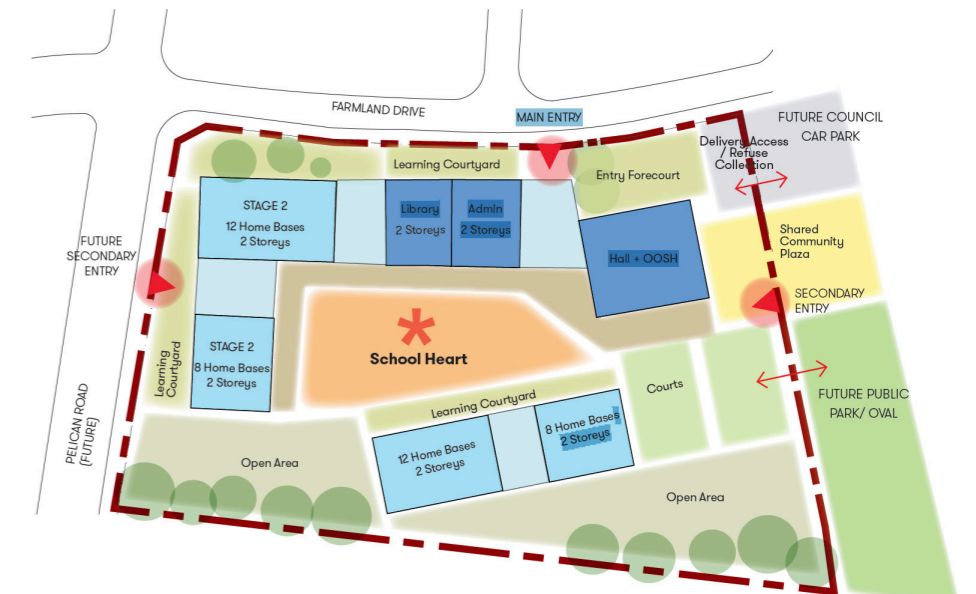 FARMLAND DRIVE
MAIN ENTRY
FUTURE COUNCIL
CAR PARK
Delivery Access
/ Refuse
Collection
Learning Courtyard
Entry Forecourt
STAGE 2
12 Home Bases
2 Storeys
Library
2 Storeys
Admin
2 Storeys
Hall + OOSH
Shared
Community
Plaza
FUTURE
SECONDARY
ENTRY
SECONDARY
ENTRY
STAGE 2
8 Home Bases
2 Storeys
Learning
Courtyard
*
School Heart
Learning Courtyard
Courts
FUTURE PUBLIC
PARK/ OVAL
PELICAN ROAD
(FUTURE)
12 Home Bases
2 Storeys
8 Home Bases
2 Storeys
Open Area
Open Area